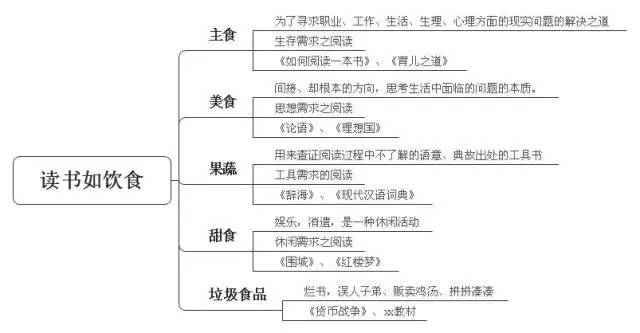 读书如饮食
主食
为了寻求职业、工作、生活、生理、心理方面的现实问题的解决之道
生存需求之阅读
《如何阅读一本书》、《育儿之道》
美食
间接、却根本的方向，思考生活中面临的问题的本质。
思想需求之阅读
《论语》、《理想国》
果蔬
用来查证阅读过程中不了解的语意、典故出处的工具书
工具需求的阅读
《辞海》、《现代汉语词典》
甜食
娱乐，消遣，是一种休闲活动
休闲需求之阅读
《围城》、《红楼梦》
垃圾食品
烂书，误人子弟、贩卖鸡汤、拼拼凑凑
《货币战争》、xx教材